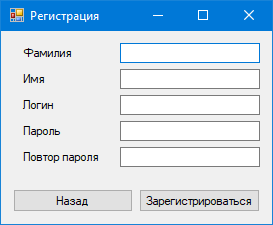 Регистрация
Фамилия
Имя
Логин
Пароль
Повтор пароля
Назад Зарегистрироваться